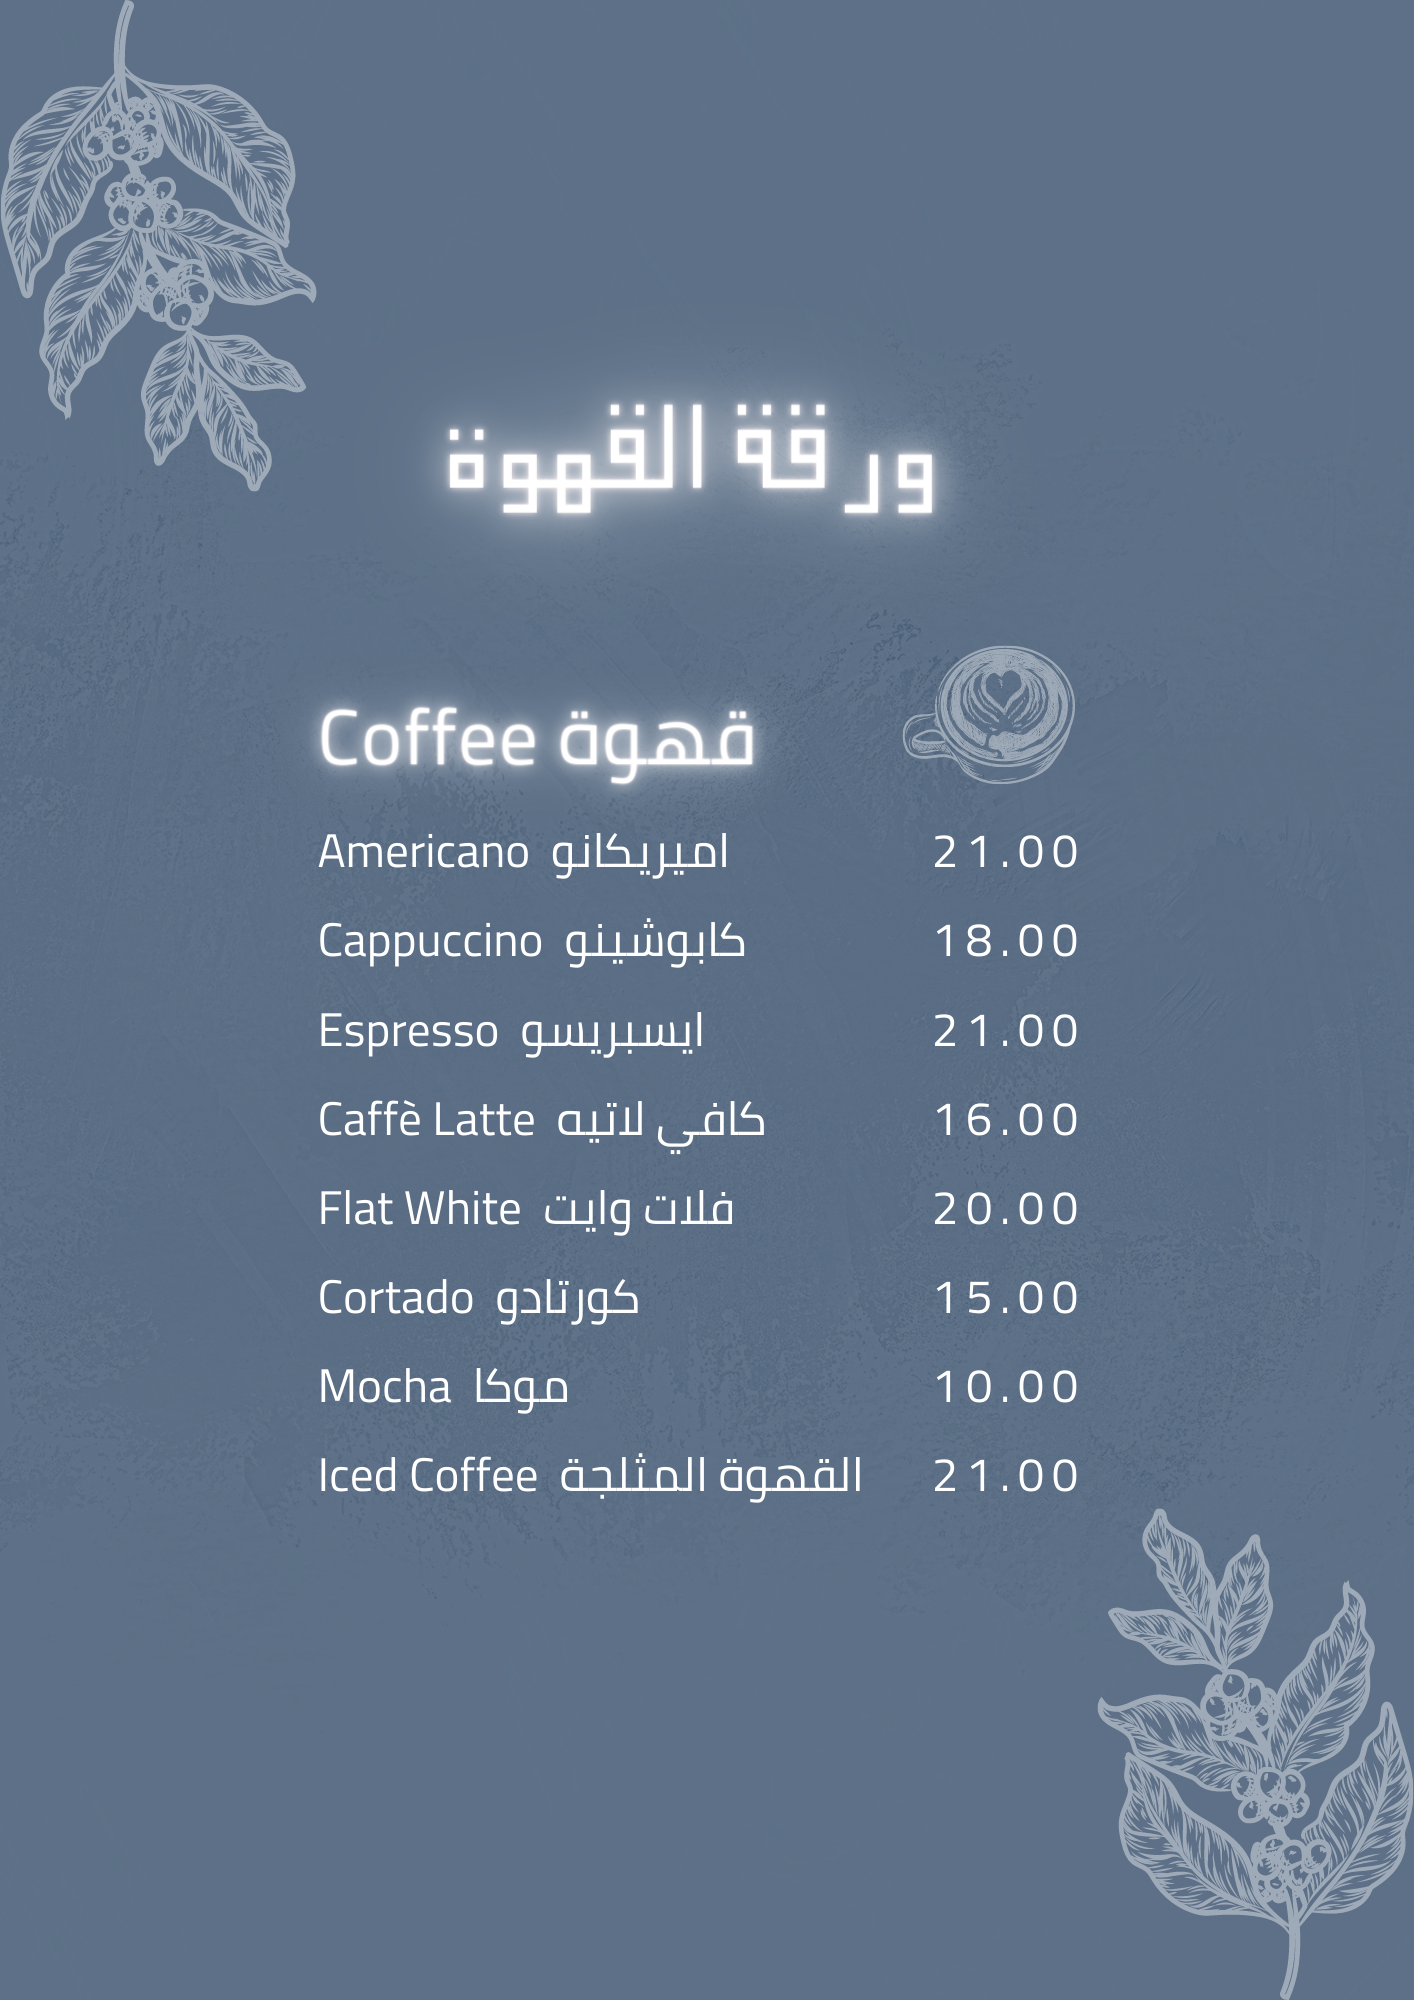 ورقة القهوة
Coffee قهوة
Americano اميريكانو 21.00
Cappuccino كابوشينو 18.00
Espresso ايسبريسو 21.00
Caffè Latte كافي لاتيه 16.00
Flat White فلات وايت 20.00
Cortado كورتادو 15.00
Mocha موكا 10.00
Iced Coffee القهوة المثلجة 21.00